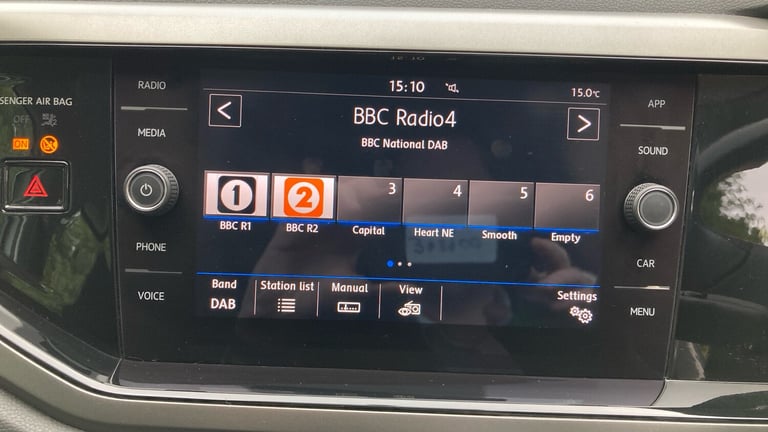 15:10
15.0°C
RADIO
MEDIA
PHONE
VOICE
SENGER AIR BAG
OFF
ON
<
BBC Radio4
>
BBC National DAB
1
2
3
4
5
6
BBC R1
BBC R2
Capital
Heart NE
Smooth
Empty
Band
DAB
Station list
Manual
View
Settings
APP
SOUND
CAR
MENU